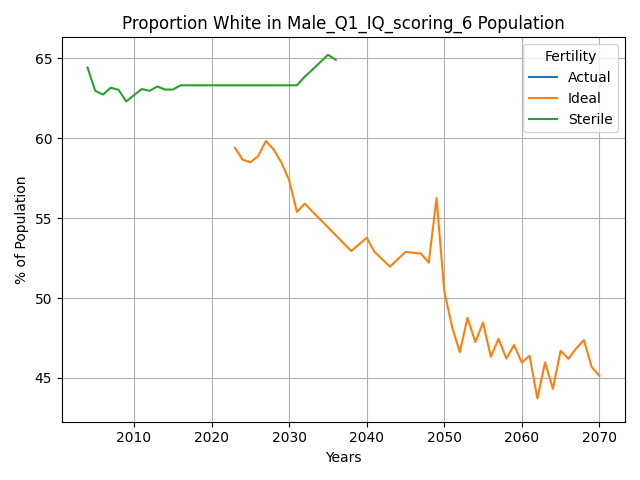 Proportion White in Male_Q1_IQ_scoring_6 Population
Fertility
Actual
Ideal
Sterile
% of Population
65
60
55
50
45
2010 2020 2030 2040 2050 2060 2070
Years